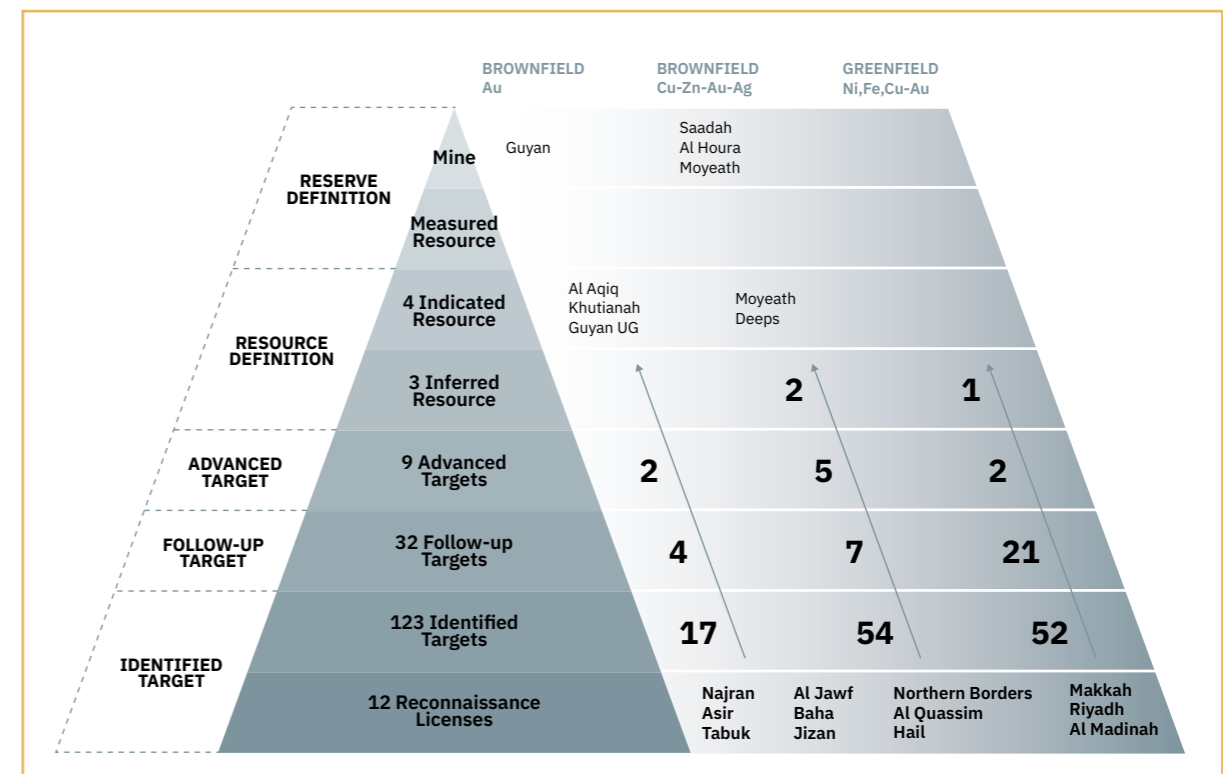 BROWNFIELD
Au
BROWNFIELD
Cu-Zn-Au-Ag
GREENFIELD
Ni,Fe,Cu-Au
RESERVE
DEFINITION
Mine
Guyan
Saadah
Al Houra
Moyeath
Measured
Resource
RESOURCE
DEFINITION
4 Indicated
Resource
Al Aqiq
Khutianah
Guyan UG
Moyeath
Deeps
3 Inferred
Resource
2
1
ADVANCED
TARGET
9 Advanced
Targets
2
5
2
FOLLOW-UP
TARGET
32 Follow-up
Targets
4
7
21
IDENTIFIED
TARGET
123 Identified
Targets
17
54
52
12 Reconnaissance
Licenses
Najran
Asir
Tabuk
Al Jawf
Baha
Jizan
Northern Borders
Al Quassim
Hail
Makkah
Riyadh
Al Madinah